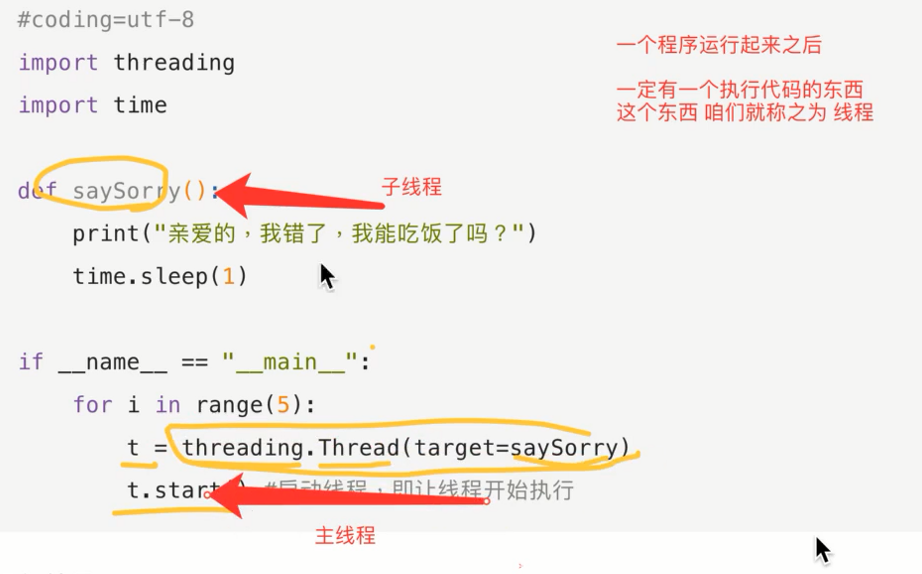 #coding=utf-8
import threading
import time
一个程序运行起来之后
一定有一个执行代码的东西
这个东西 咱们就称之为 线程
def saySorry():
子线程
print("亲爱的，我错了，我能吃饭了吗？")
time.sleep(1)
if __name__ == "__main__":
for i in range(5):
t = threading.Thread(target=saySorry)
t.start() #启动线程，即让线程开始执行
主线程